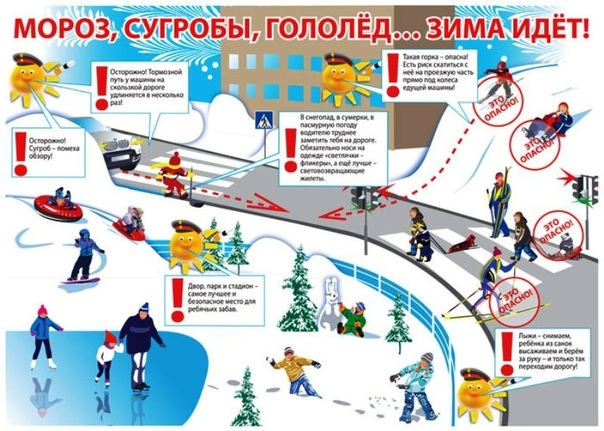 МОРОЗ, СУГРОБЫ, ГОЛОЛЁД... ЗИМА ИДЁТ!
Осторожно! Тормозной
путь у машины на
скользкой дороге
удлиняется в несколько
раз!
Такая горка – опасна!
Есть риск скатиться с
неё на проезжую часть
прямо под колеса
едущей машины!
ЭТО
ОПАСНО!
ЭТО
ОПАСНО!
Осторожно!
Сугроб – помеха
обзору!
В снегопад, в сумерки, в
пасмурную погоду
водителю труднее
заметить тебя на дороге.
Обязательно носи на
одежде «светлячки –
фликеры», а ещё лучше –
световозвращающие
жилеты.
ЭТО
ОПАСНО!
ЭТО
ОПАСНО!
Двор, парк и стадион –
самое лучшее и
безопасное место для
ребячьих забав.
Лыжи – снимаем,
ребёнка из санок
высаживаем и берём
за руку – и только так
переходим дорогу!